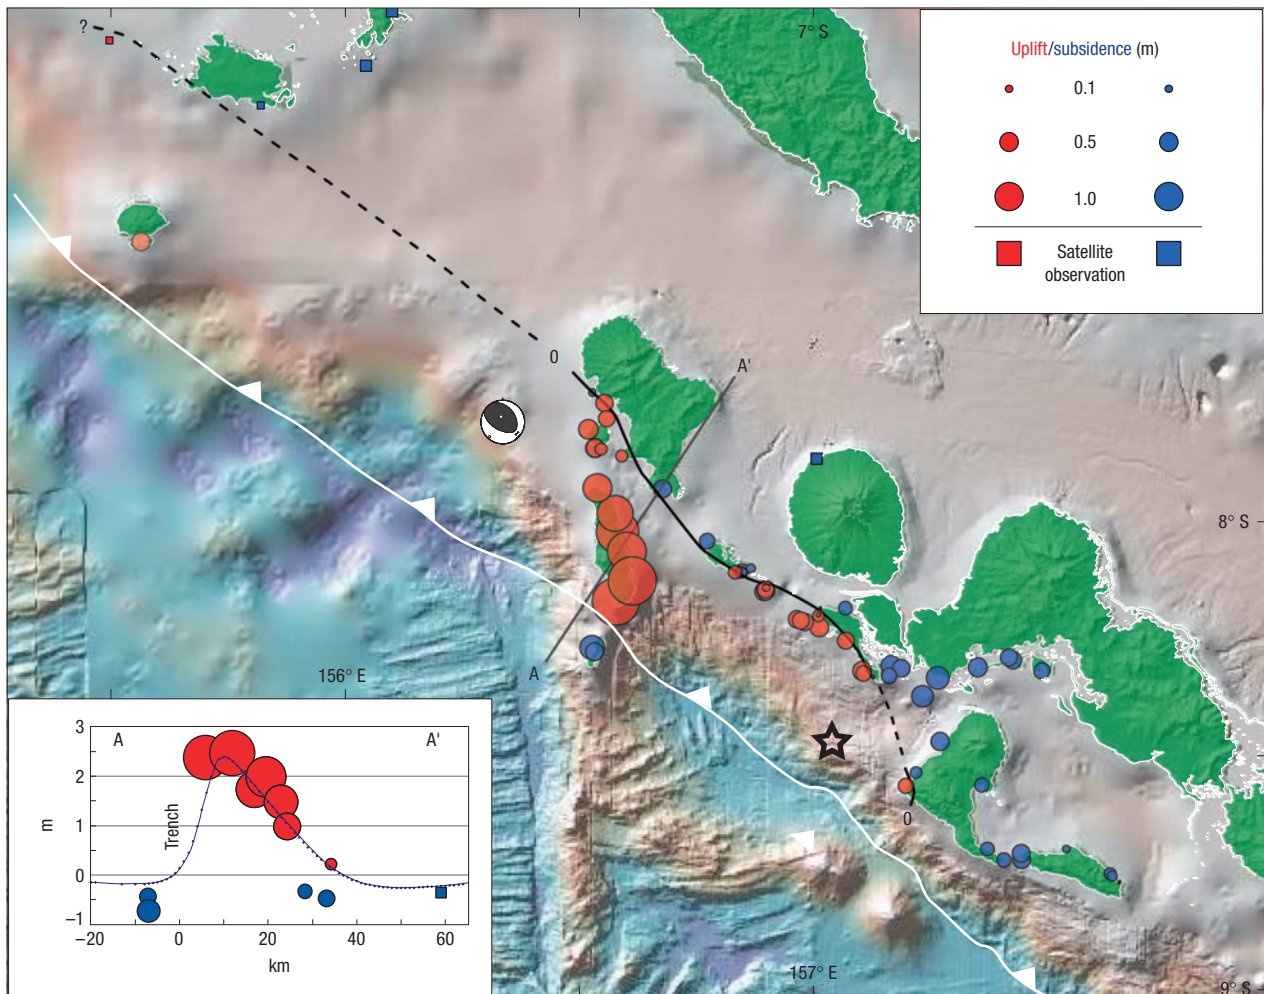 ?
7° S
Uplift/subsidence (m)
0.1
0.5
1.0
Satellite
observation
0
A'
8° S
A
156° E
0
A
A'
3
2
1
0
–1
m
Trench
–20
0
20
40
60
km
157° E
9° S